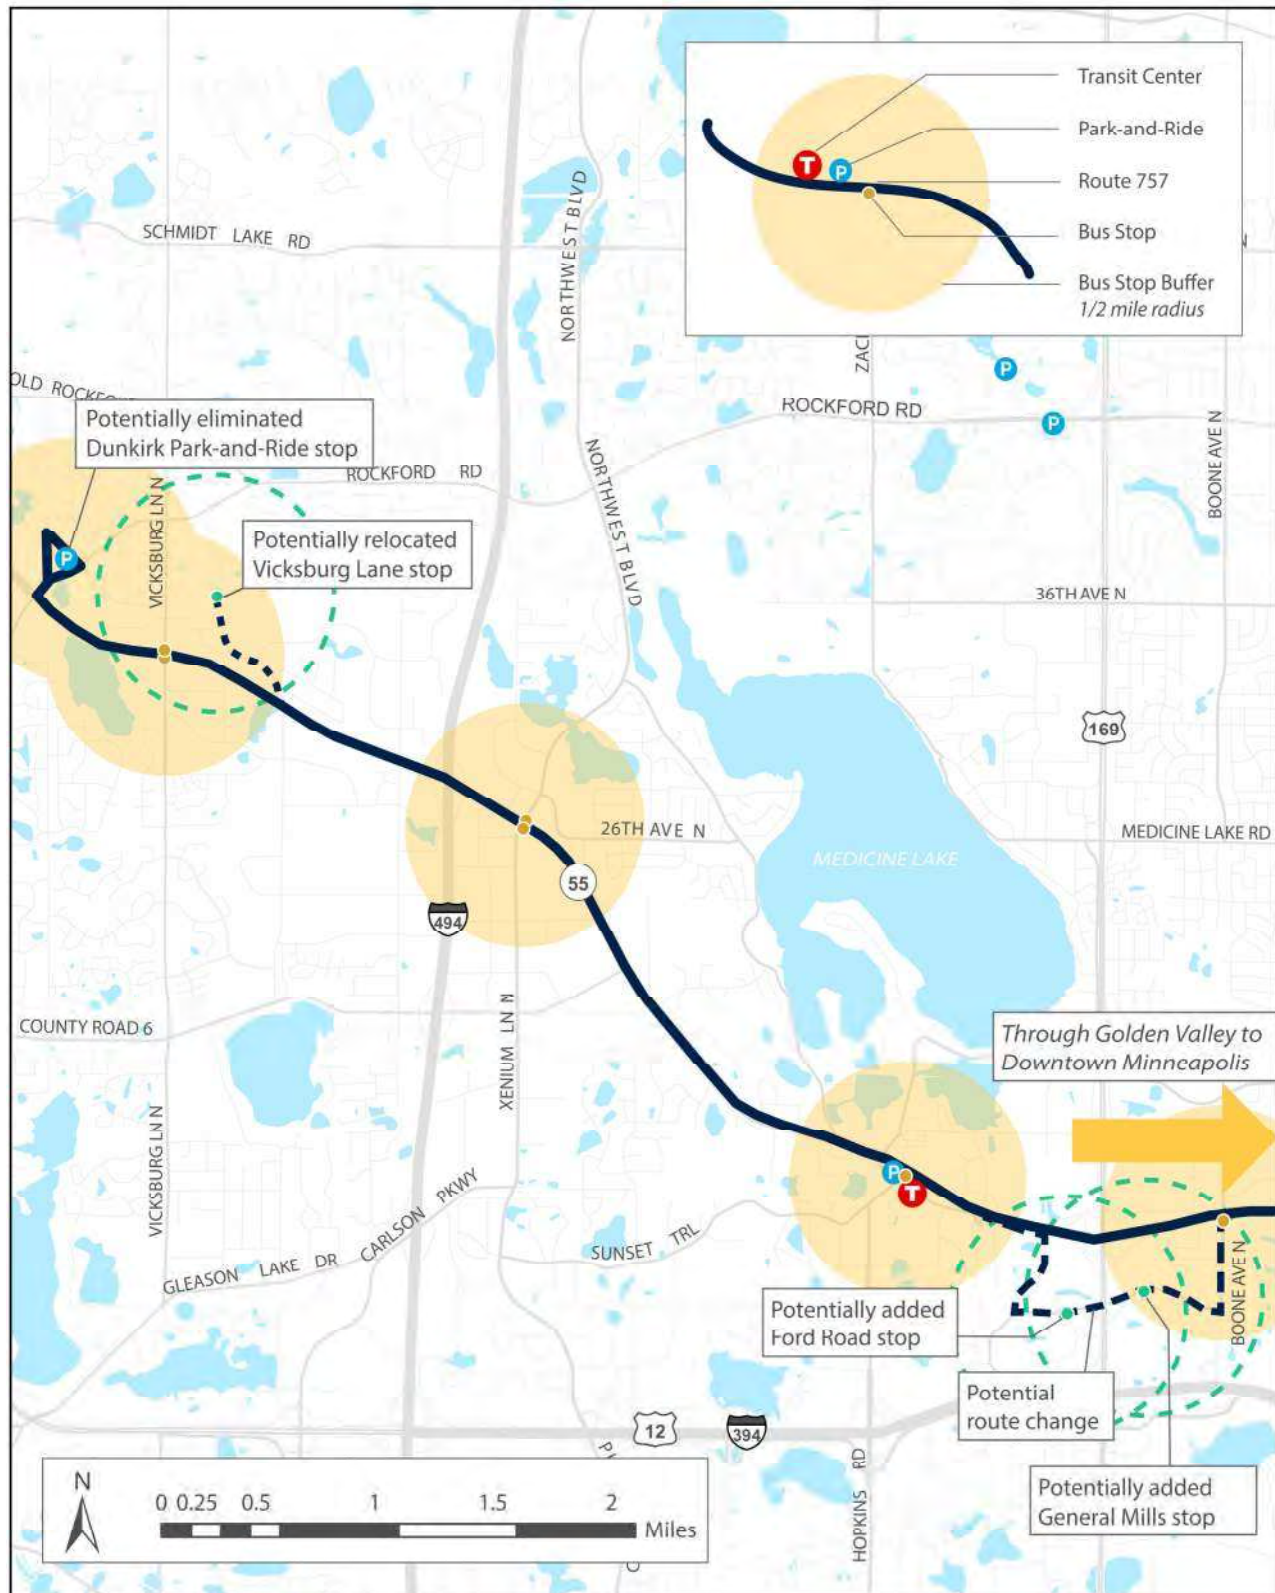 Transit Center
Park-and-Ride
Route 757
Bus Stop
Bus Stop Buffer
1/2 mile radius
T
P
SCHMIDT LAKE RD
NORTHWEST BLVD
P
P
ROCKFORD RD
BOONE AVE N
Potentially eliminated
Dunkirk Park-and-Ride stop
ROCKFORD RD
NORTHWEST BLVD
VICKSBURG LN N
P
Potentially relocated
Vicksburg Lane stop
36TH AVE N
169
26TH AVE N
MEDICINE LAKE RD
MEDICINE LAKE
55
494
COUNTY ROAD 6
XENIUM LN N
Through Golden Valley to
Downtown Minneapolis
VICKSBURG LN N
P
T
GLEASON LAKE DR
CARLSON PKWY
SUNSET TRL
BOONE AVE N
Potentially added
Ford Road stop
Potential
route change
12
394
HOPKINS RD
Potentially added
General Mills stop
N
0 0.25 0.5 1 1.5 2
Miles